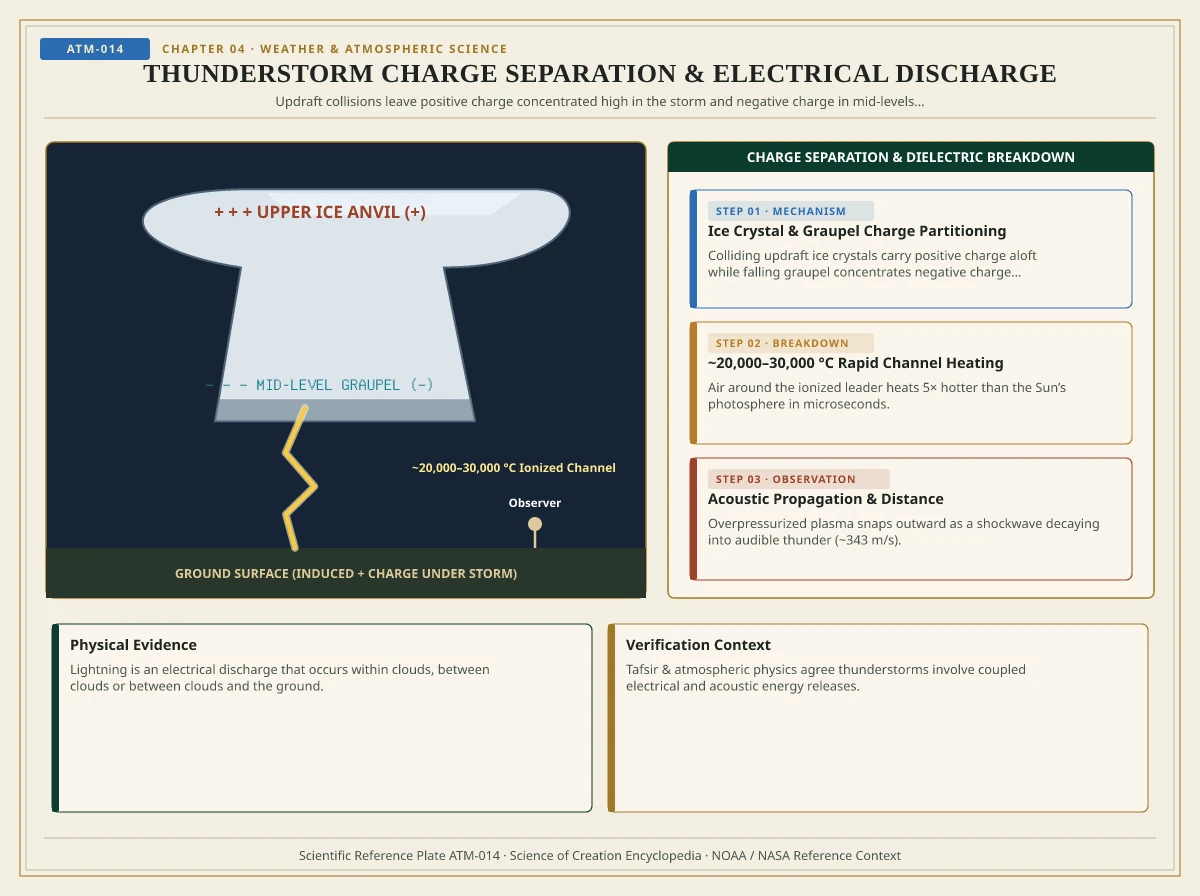 ATM-014
CHAPTER 04 · WEATHER & ATMOSPHERIC SCIENCE
THUNDERSTORM CHARGE SEPARATION & ELECTRICAL DISCHARGE
Updraft collisions leave positive charge concentrated high in the storm and negative charge in mid-levels…
+ + + UPPER ICE ANVIL (+)
– – – MID-LEVEL GRAUPEL (–)
~20,000–30,000 °C Ionized Channel
Observer
GROUND SURFACE (INDUCED + CHARGE UNDER STORM)
CHARGE SEPARATION & DIELECTRIC BREAKDOWN
STEP 01 · MECHANISM
Ice Crystal & Graupel Charge Partitioning
Colliding updraft ice crystals carry positive charge aloft
while falling graupel concentrates negative charge…
STEP 02 · BREAKDOWN
~20,000–30,000 °C Rapid Channel Heating
Air around the ionized leader heats 5× hotter than the Sun’s
photosphere in microseconds.
STEP 03 · OBSERVATION
Acoustic Propagation & Distance
Overpressurized plasma snaps outward as a shockwave decaying
into audible thunder (~343 m/s).
Physical Evidence
Lightning is an electrical discharge that occurs within clouds, between
clouds or between clouds and the ground.
Verification Context
Tafsir & atmospheric physics agree thunderstorms involve coupled
electrical and acoustic energy releases.
Scientific Reference Plate ATM-014 · Science of Creation Encyclopedia · NOAA / NASA Reference Context